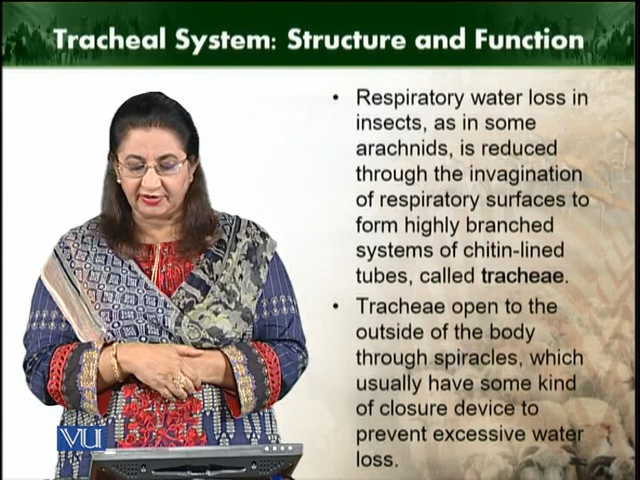 Tracheal System: Structure and Function
• Respiratory water loss in
insects, as in some
arachnids, is reduced
through the invagination
of respiratory surfaces to
form highly branched
systems of chitin-lined
tubes, called tracheae.
• Tracheae open to the
outside of the body
through spiracles, which
usually have some kind
of closure device to
prevent excessive water
loss.
VU